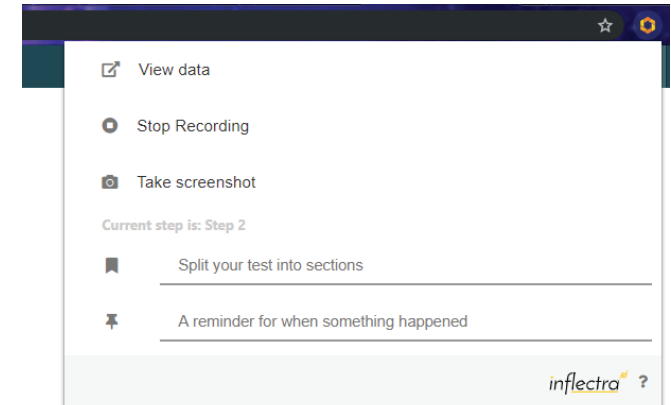 View data
Stop Recording
Take screenshot
Current step is: Step 2
Split your test into sections
A reminder for when something happened
inflectra ?